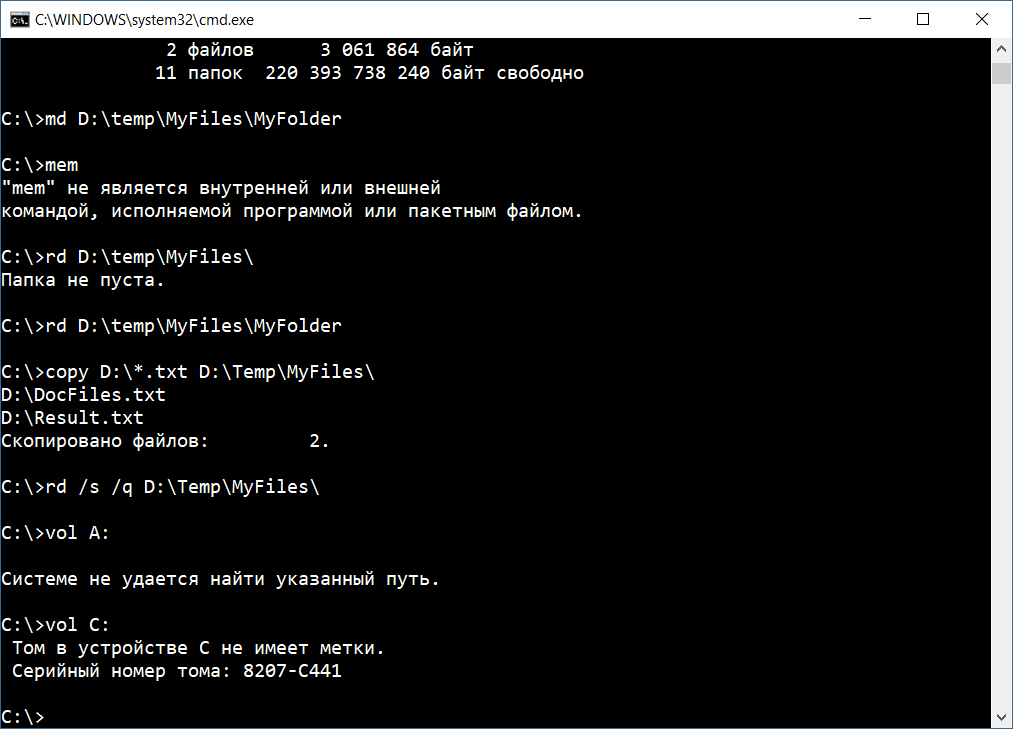 C:\WINDOWS\system32\cmd.exe
2 файлов 3 061 864 байт
11 папок 220 393 738 240 байт свободно
C:\>md D:\temp\MyFiles\MyFolder
C:\>mem
"mem" не является внутренней или внешней
командой, исполняемой программой или пакетным файлом.
C:\>rd D:\temp\MyFiles\
Папка не пуста.
C:\>rd D:\temp\MyFiles\MyFolder
C:\>copy D:\*.txt D:\Temp\MyFiles\
D:\DocFiles.txt
D:\Result.txt
Скопировано файлов: 2.
C:\>rd /s /q D:\Temp\MyFiles\
C:\>vol A:
Системе не удается найти указанный путь.
C:\>vol C:
Том в устройстве C не имеет метки.
Серийный номер тома: 8207-C441
C:\>